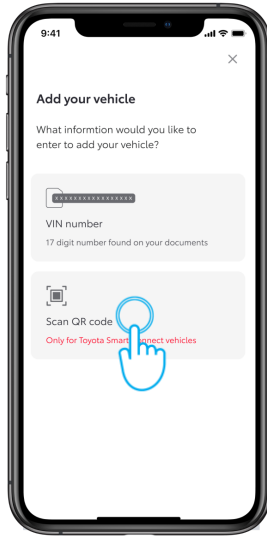 9:41
Add your vehicle
What informtion would you like to
enter to add your vehicle?
xxxxxxxxxxxxxxxxx
VIN number
17 digit number found on your documents
Scan QR code
Only for Toyota Smart vehicles